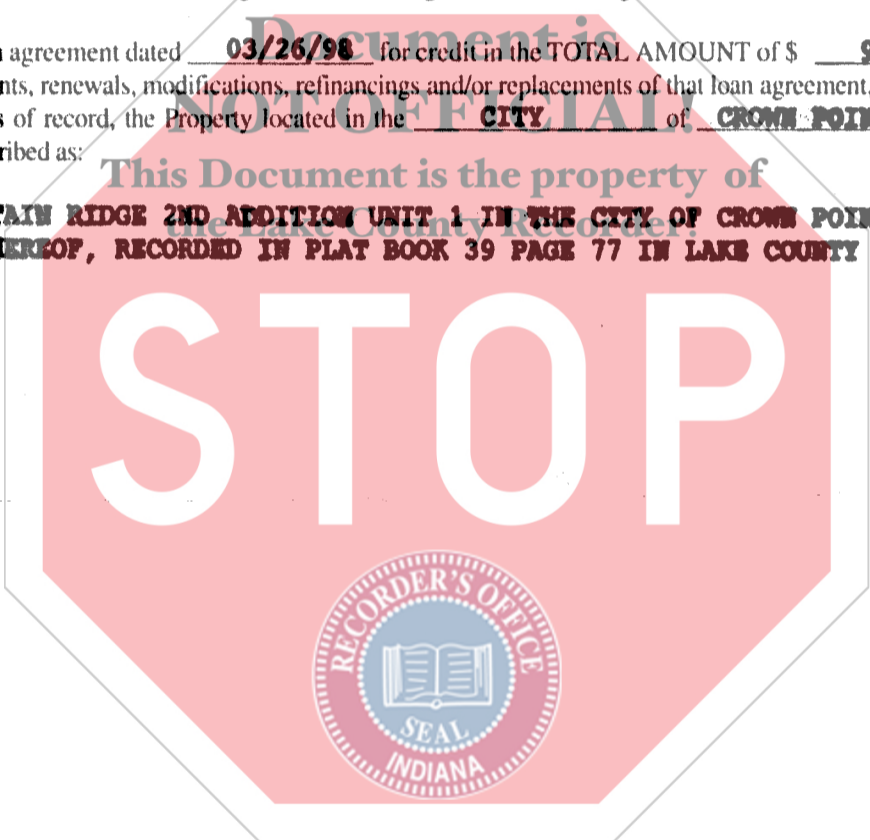 Document is
agreement dated 03/26/98 for credit in the TOTAL AMOUNT of $
nts, renewals, modifications, refinancings and/or replacements of that loan agreement.
NOT OFFICIAL!
s of record, the Property located in the CITY of CROWN POIN
ribed as:
This Document is the property of
TAIN RIDGE 2ND ADDITION UNIT 1 IN THE CITY OF CROWN POIN
the Lake County Recorder!
EREOF, RECORDED IN PLAT BOOK 39 PAGE 77 IN LAKE COUNTY
STOP
RECORDER'S OFFICE
SEAL
INDIANA